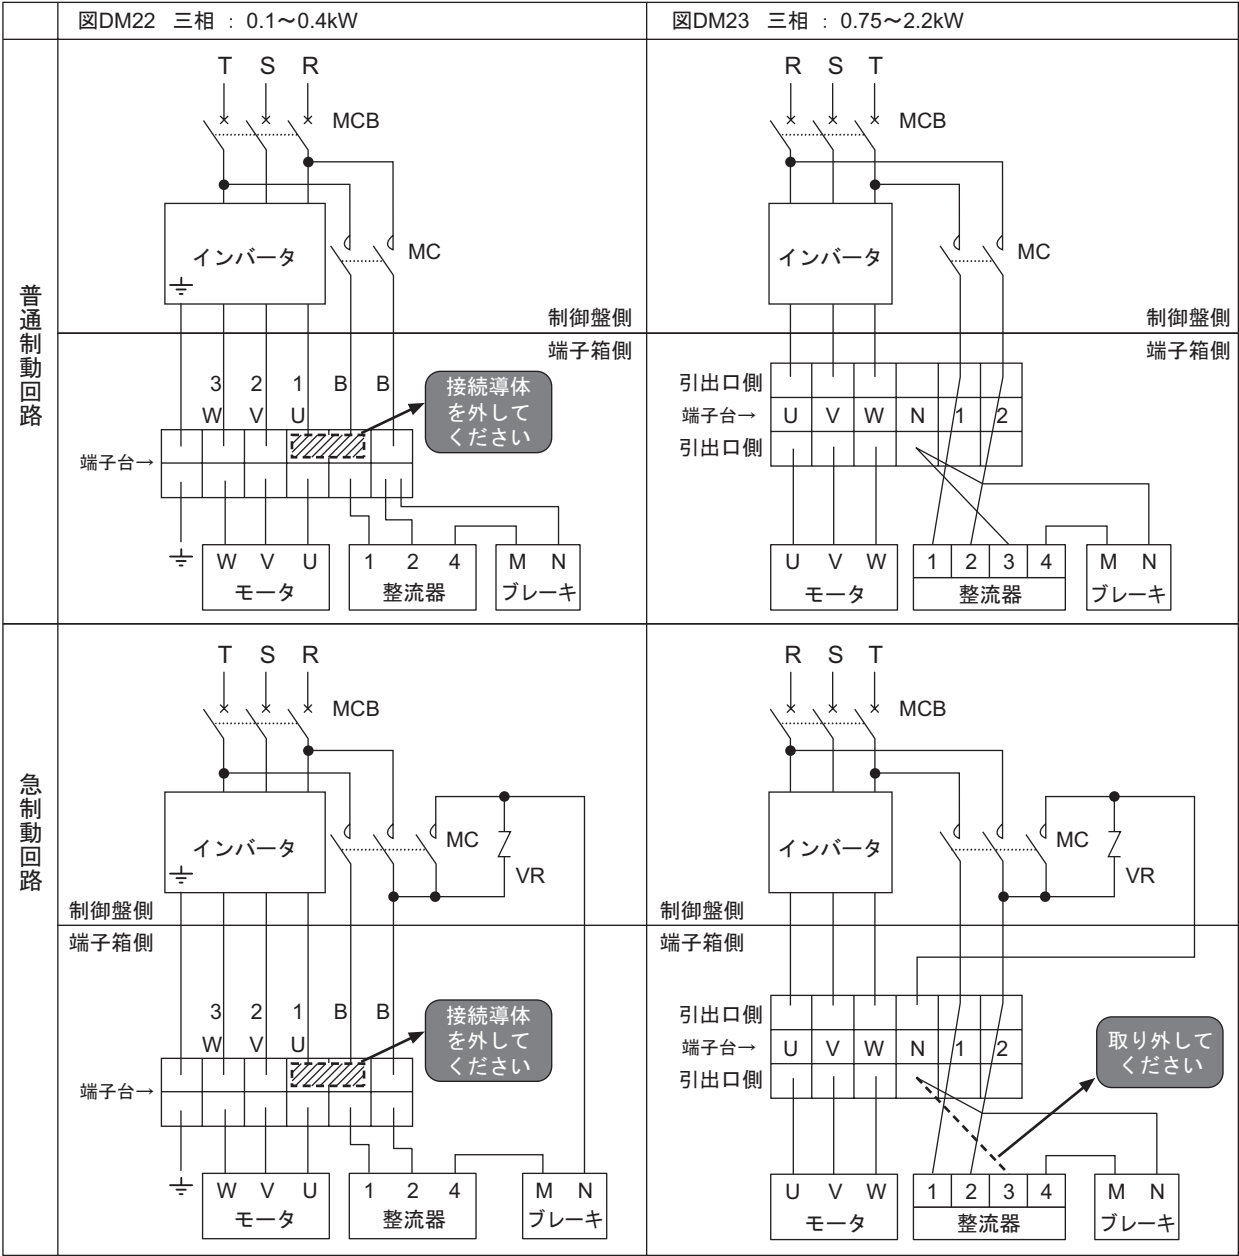 図DM22 三相 : 0.1～0.4kW
図DM23 三相 : 0.75～2.2kW
普通制動回路
T S R
MCB
インバータ
MC
制御盤側
端子箱側
3 2 1 B B
W V U
接続導体
を外して
ください
端子台→
W V U
モータ
1 2 4
整流器
M N
ブレーキ
R S T
MCB
インバータ
MC
制御盤側
端子箱側
引出口側
端子台→ U V W N 1 2
引出口側
U V W
モータ
1 2 3 4
整流器
M N
ブレーキ
急制動回路
T S R
MCB
インバータ
MC
VR
制御盤側
端子箱側
3 2 1 B B
W V U
接続導体
を外して
ください
端子台→
W V U
モータ
1 2 4
整流器
M N
ブレーキ
R S T
MCB
インバータ
MC
VR
制御盤側
端子箱側
引出口側
端子台→ U V W N 1 2
引出口側
取り外して
ください
U V W
モータ
1 2 3 4
整流器
M N
ブレーキ